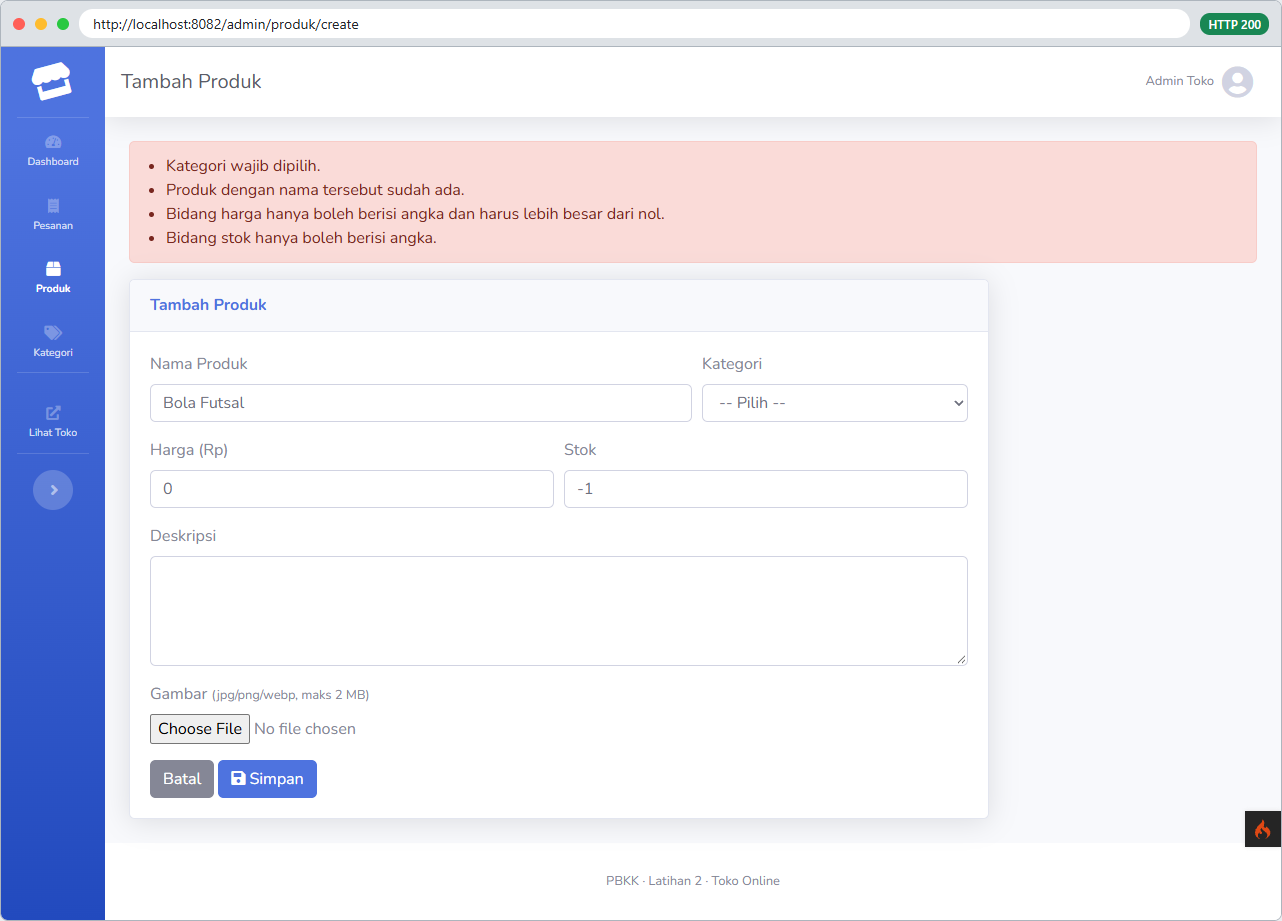 http://localhost:8082/admin/produk/create
HTTP 200
Tambah Produk
Admin Toko
Dashboard
Pesanan
Produk
Kategori
Lihat Toko
Kategori wajib dipilih.
Produk dengan nama tersebut sudah ada.
Bidang harga hanya boleh berisi angka dan harus lebih besar dari nol.
Bidang stok hanya boleh berisi angka.
Tambah Produk
Nama Produk
Kategori
Bola Futsal
-- Pilih --
Harga (Rp)
Stok
0
-1
Deskripsi
Gambar (jpg/png/webp, maks 2 MB)
Choose File No file chosen
Batal
Simpan
PBKK · Latihan 2 · Toko Online